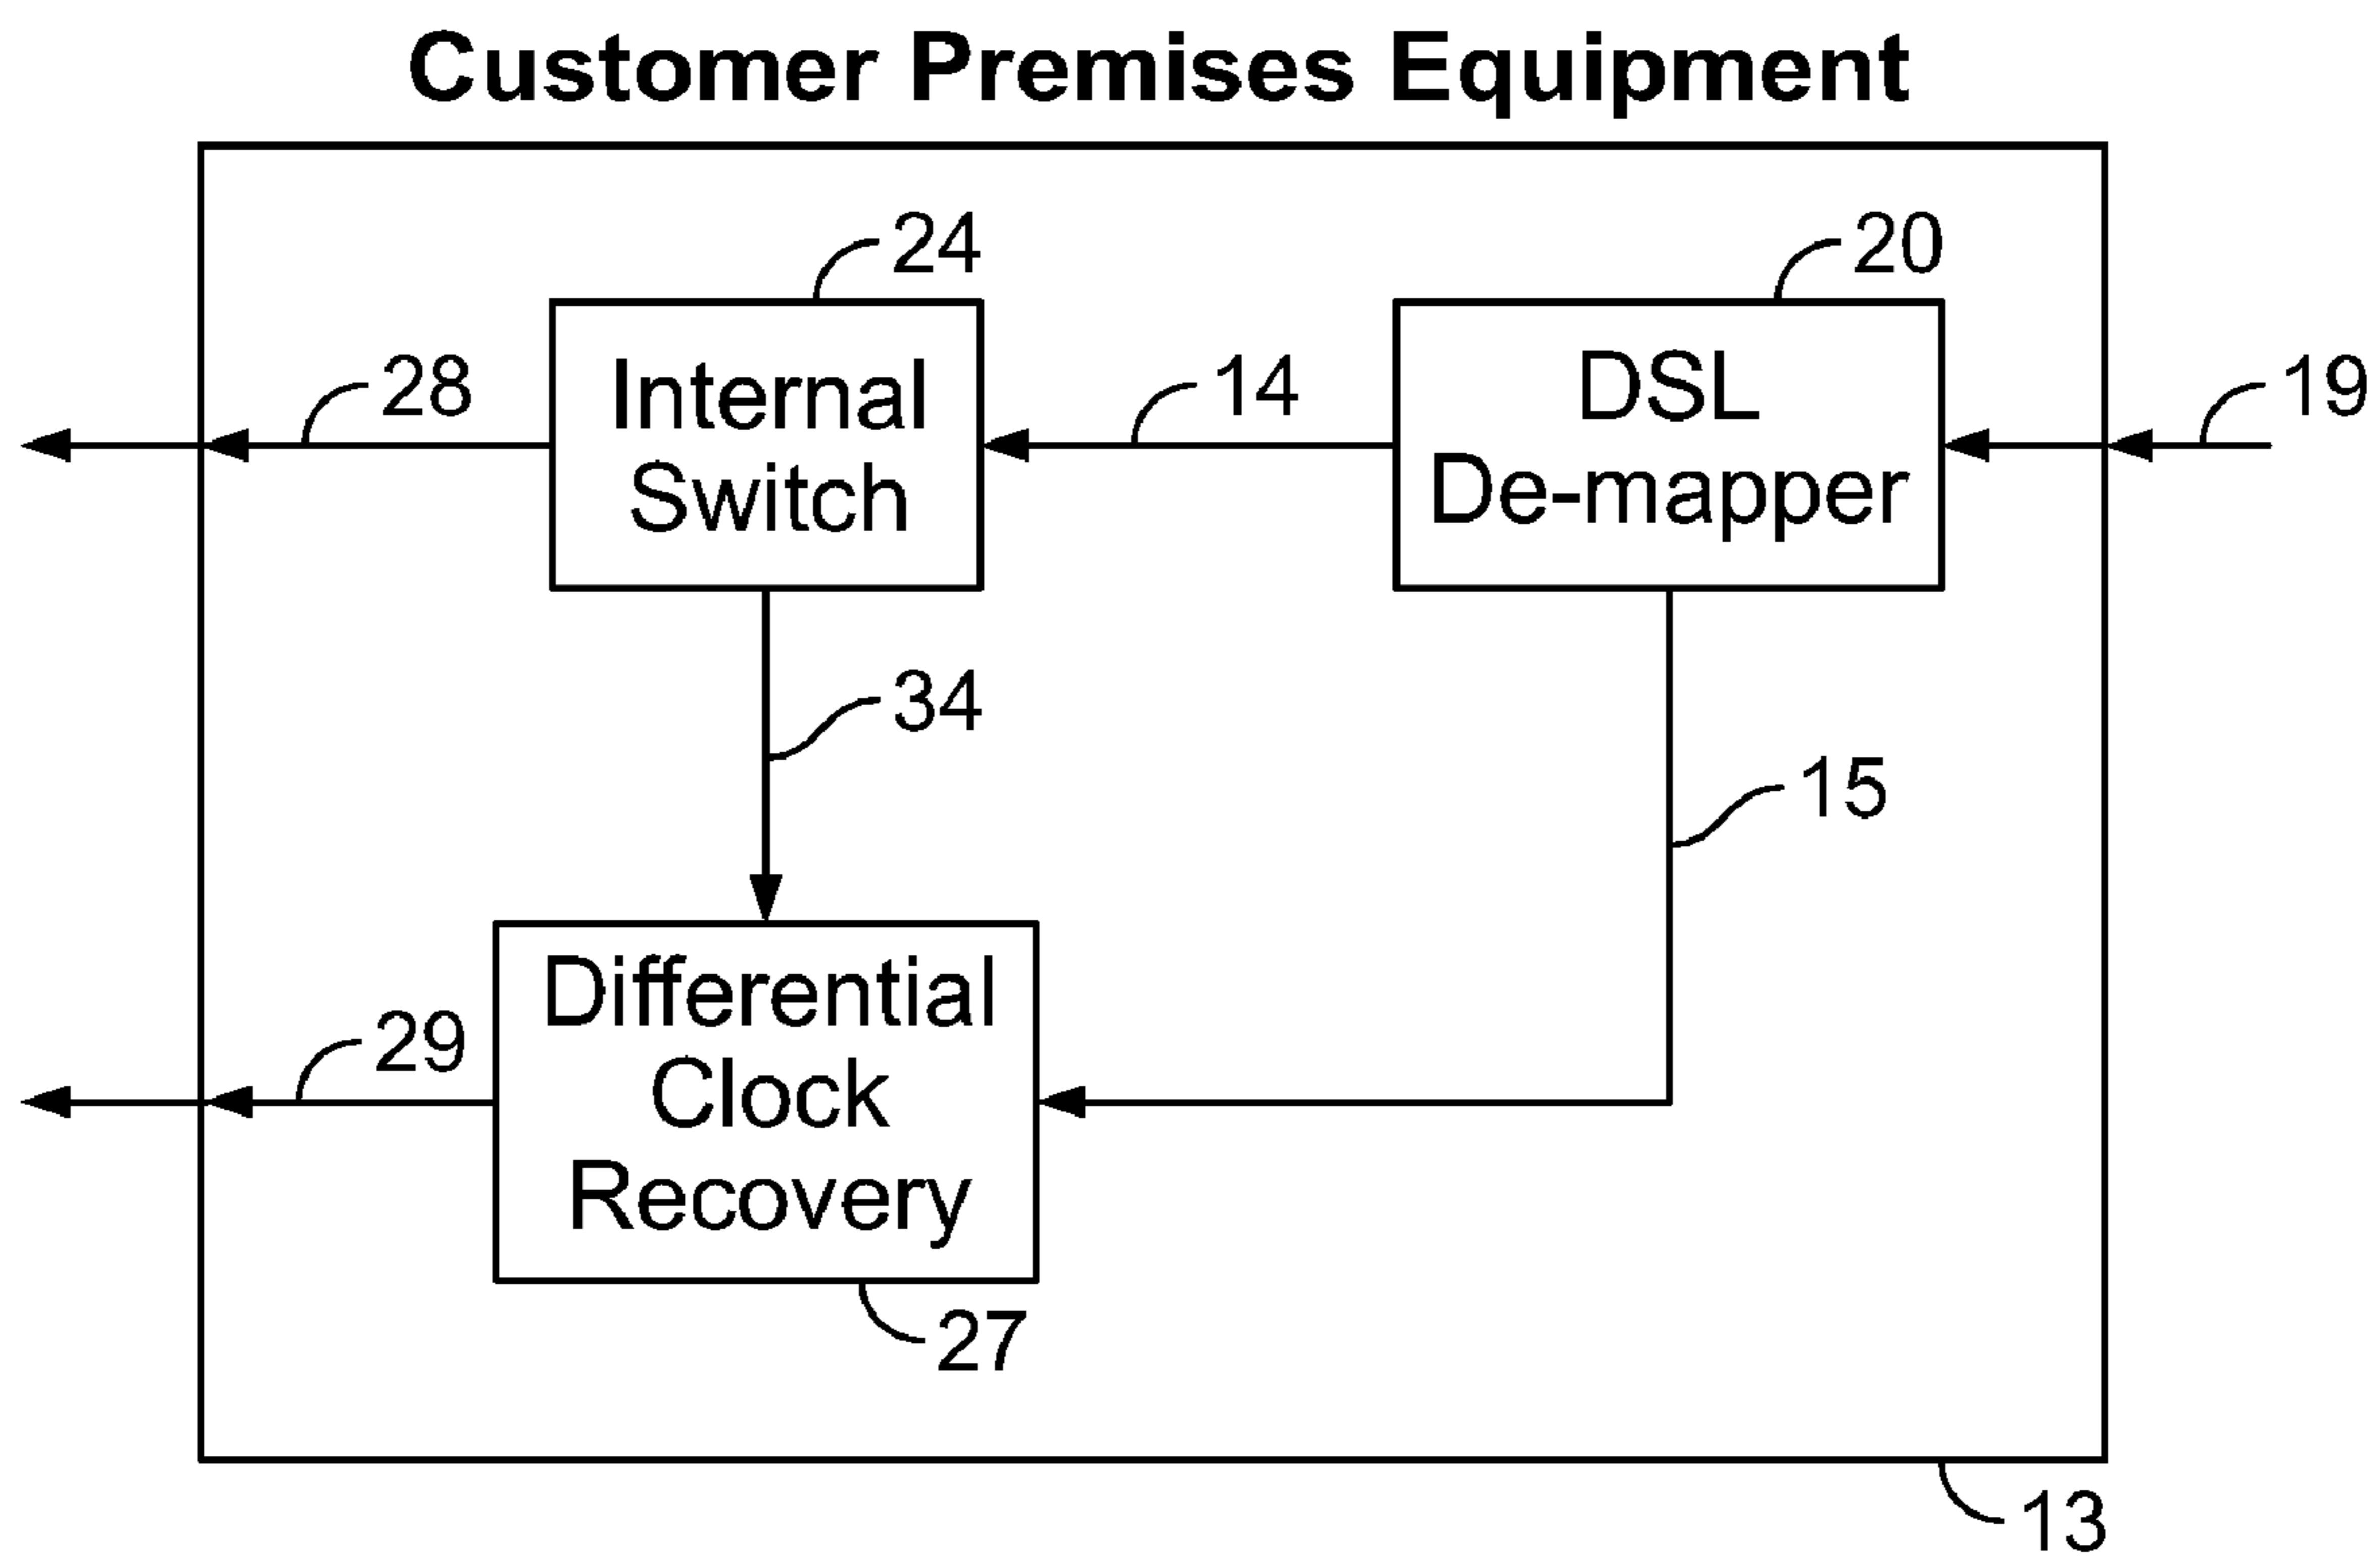 Customer Premises Equipment
24
20
28
Internal
Switch
14
DSL
De-mapper
19
34
15
29
Differential
Clock
Recovery
27
13